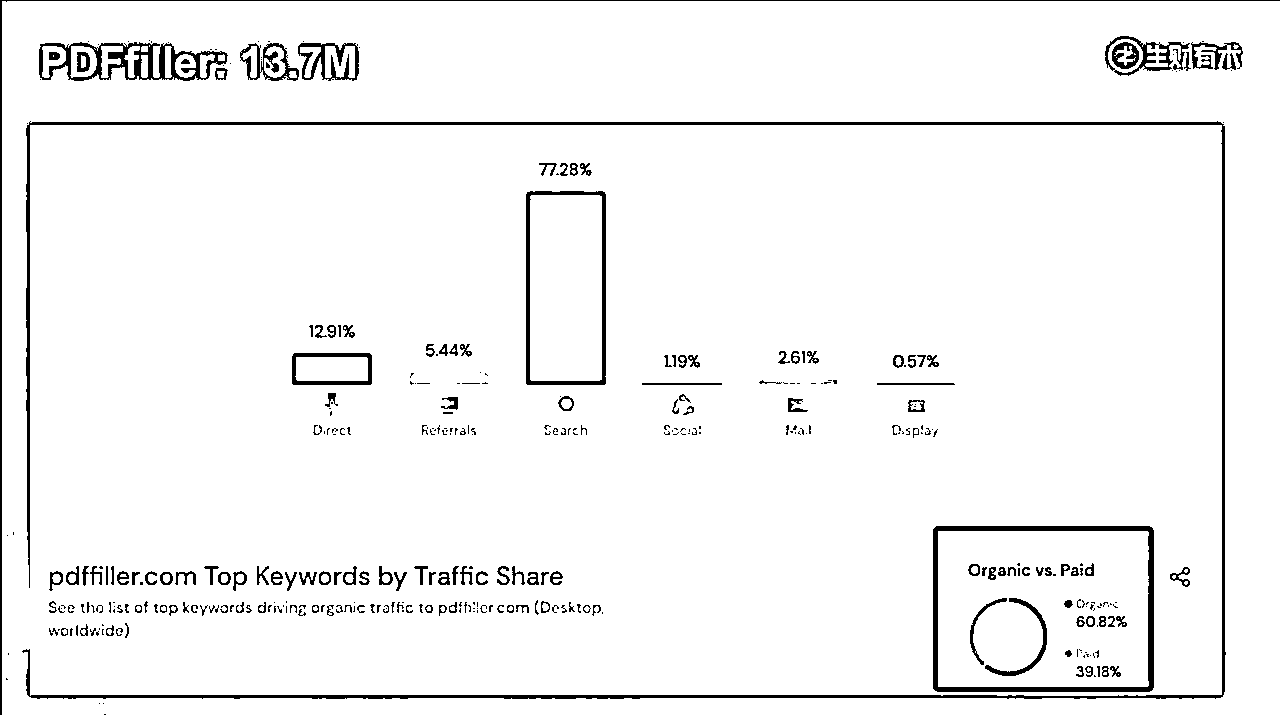 PDFfiller: 13.7M
生财有术
77.28%
12.91%
5.44%
1.19%
2.61%
0.57%
Direct
Referrals
Search
Social
Mail
Display
pdffiller.com Top Keywords by Traffic Share
See the list of top keywords driving organic traffic to pdffiller.com (Desktop,
worldwide)
Organic vs. Paid
Organic
60.82%
Paid
39.18%